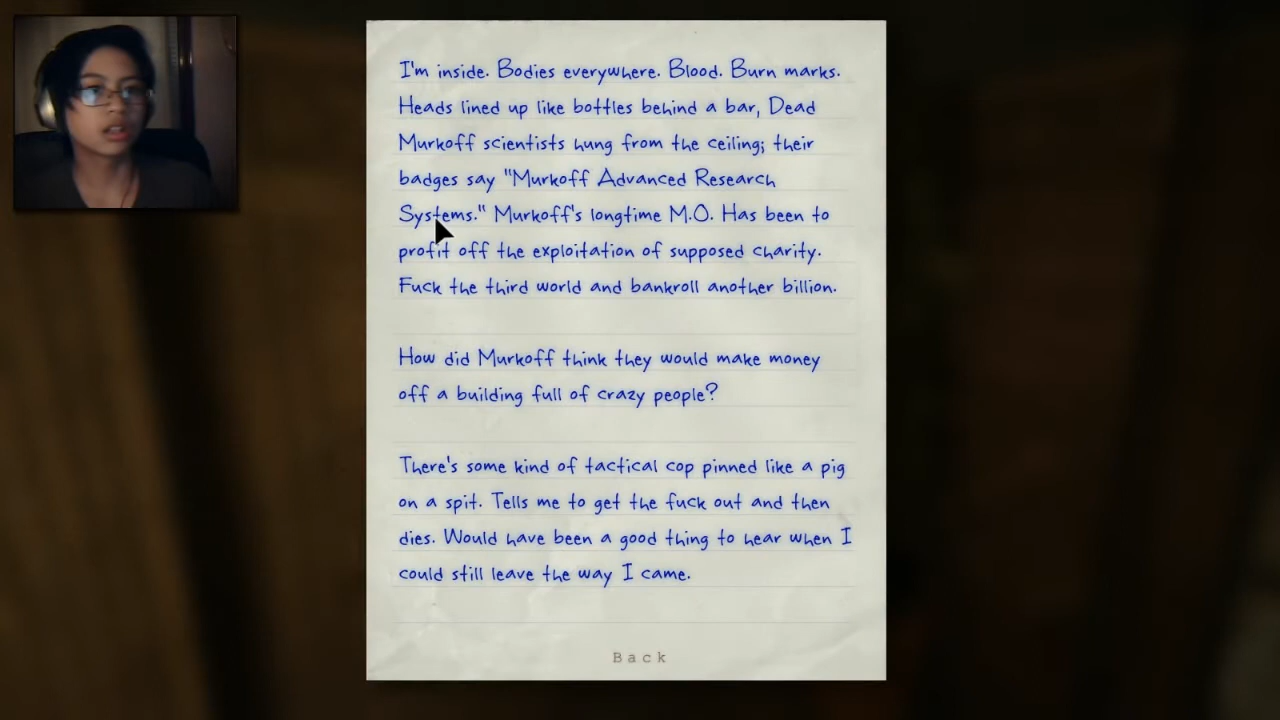 I'm inside. Bodies everywhere. Blood. Burn marks.
Heads lined up like bottles behind a bar, Dead
Murkoff scientists hung from the ceiling; their
badges say "Murkoff Advanced Research
Systems." Murkoff's longtime M.O. Has been to
profit off the exploitation of supposed charity.
Fuck the third world and bankroll another billion.
How did Murkoff think they would make money
off a building full of crazy people?
There's some kind of tactical cop pinned like a pig
on a spit. Tells me to get the fuck out and then
dies. Would have been a good thing to hear when I
could still leave the way I came.
Back